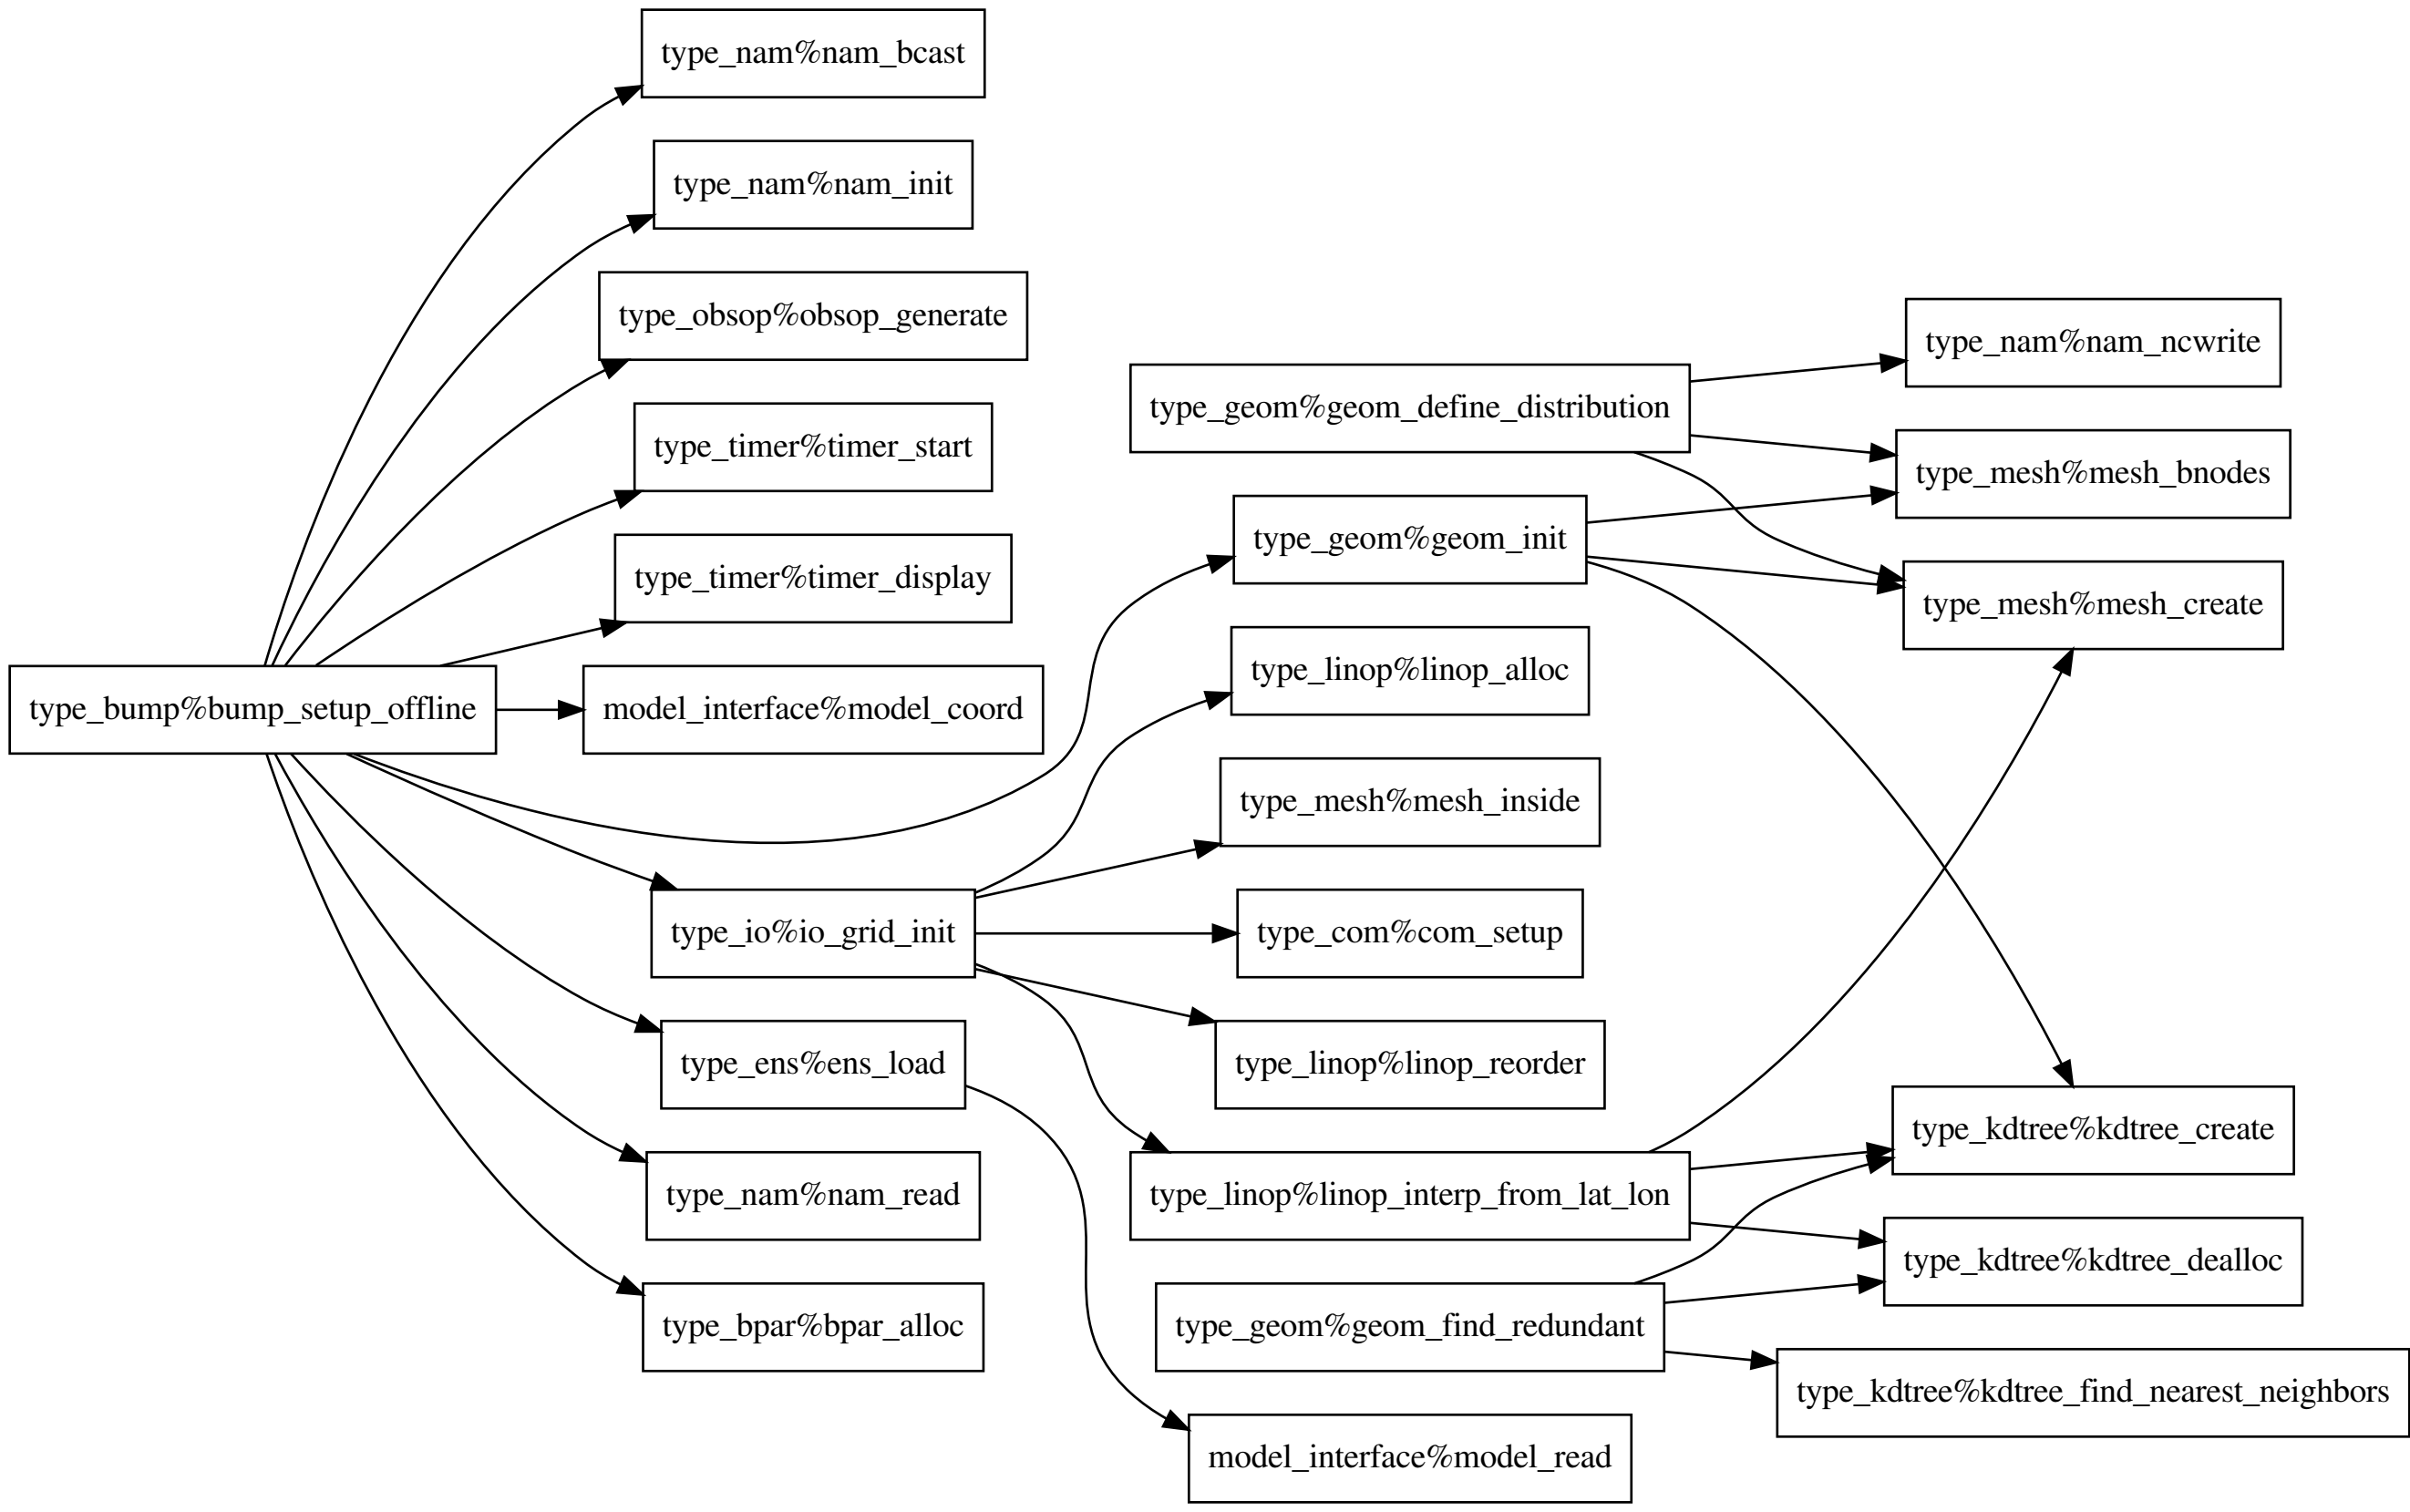 type_bump%bump_setup_offline
type_nam%nam_bcast
type_nam%nam_init
type_obsop%obsop_generate
type_timer%timer_start
type_timer%timer_display
model_interface%model_coord
type_io%io_grid_init
type_ens%ens_load
type_nam%nam_read
type_bpar%bpar_alloc
type_geom%geom_define_distribution
type_geom%geom_init
type_linop%linop_alloc
type_mesh%mesh_inside
type_com%com_setup
type_linop%linop_reorder
type_linop%linop_interp_from_lat_lon
type_geom%geom_find_redundant
model_interface%model_read
type_nam%nam_ncwrite
type_mesh%mesh_bnodes
type_mesh%mesh_create
type_kdtree%kdtree_create
type_kdtree%kdtree_dealloc
type_kdtree%kdtree_find_nearest_neighbors